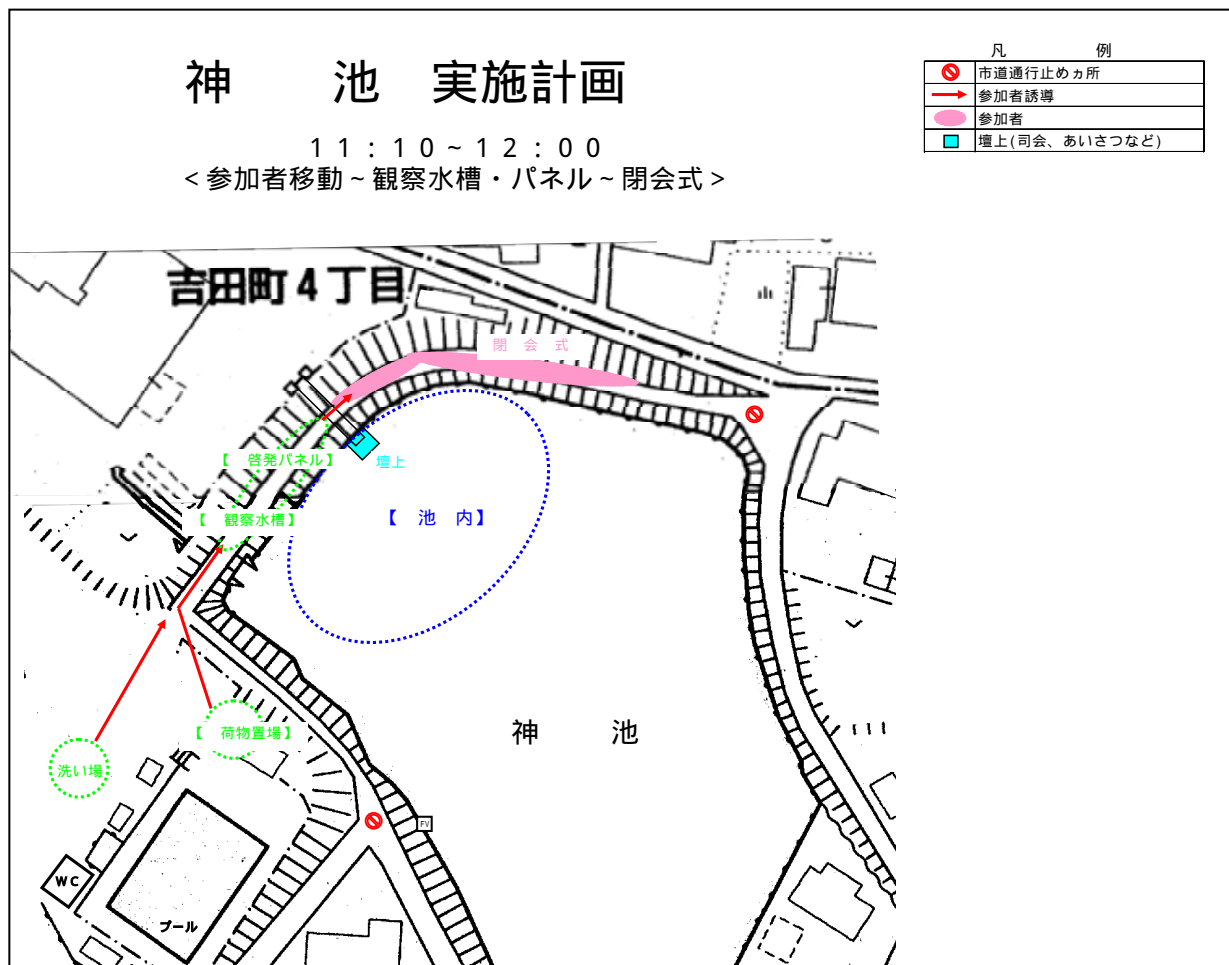 神　池　実施計画
11：10～12：00
＜参加者移動～観察水槽・パネル～閉会式＞
凡　例
市道通行止めヵ所
参加者誘導
参加者
壇上(司会、あいさつなど)
吉田町4丁目
閉 会 式
【 啓発パネル】
壇上
【 観察水槽】
【 池 内】
神　池
【 荷物置場】
洗い場
FV
WC
プール